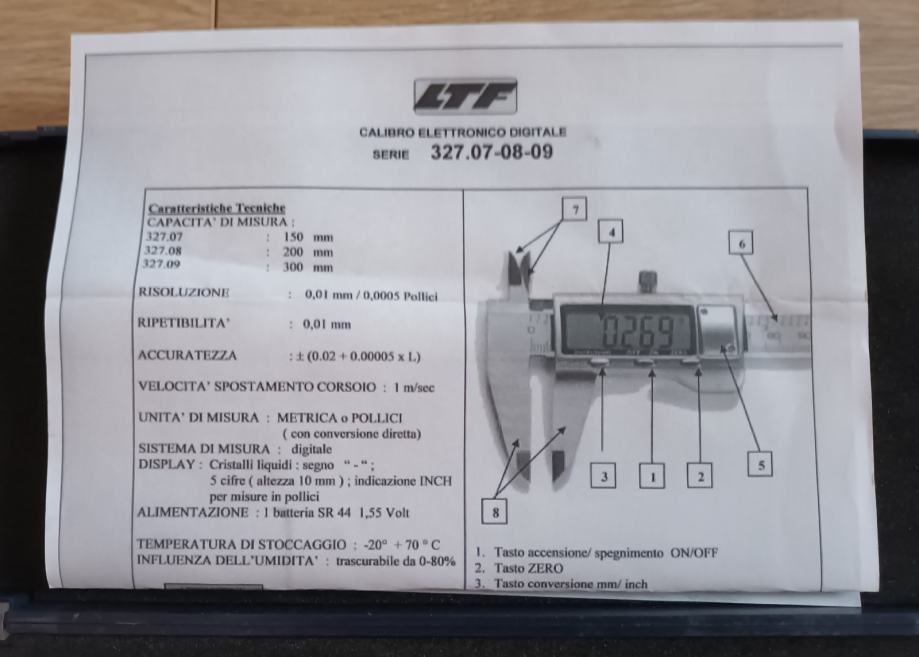 LTF
CALIBRO ELETTRONICO DIGITALE
SERIE 327.07-08-09
Caratteristiche Tecniche
CAPACITA' DI MISURA :
327.07 : 150 mm
327.08 : 200 mm
327.09 : 300 mm
RISOLUZIONE : 0,01 mm / 0,0005 Pollici
RIPETIBILITA' : 0,01 mm
ACCURATEZZA : ± (0.02 + 0.00005 x L)
VELOCITA' SPOSTAMENTO CORSOIO : 1 m/sec
UNITA' DI MISURA : METRICA o POLLICI
( con conversione diretta)
SISTEMA DI MISURA : digitale
DISPLAY : Cristalli liquidi : segno "-" ;
5 cifre ( altezza 10 mm ) ; indicazione INCH
per misure in pollici
ALIMENTAZIONE : 1 batteria SR 44 1,55 Volt
TEMPERATURA DI STOCCAGGIO : -20° + 70 ° C
INFLUENZA DELL'UMIDITA' : trascurabile da 0-80%
7
4
6
0.269
3
1
2
5
8
1. Tasto accensione/ spegnimento ON/OFF
2. Tasto ZERO
3. Tasto conversione mm/ inch